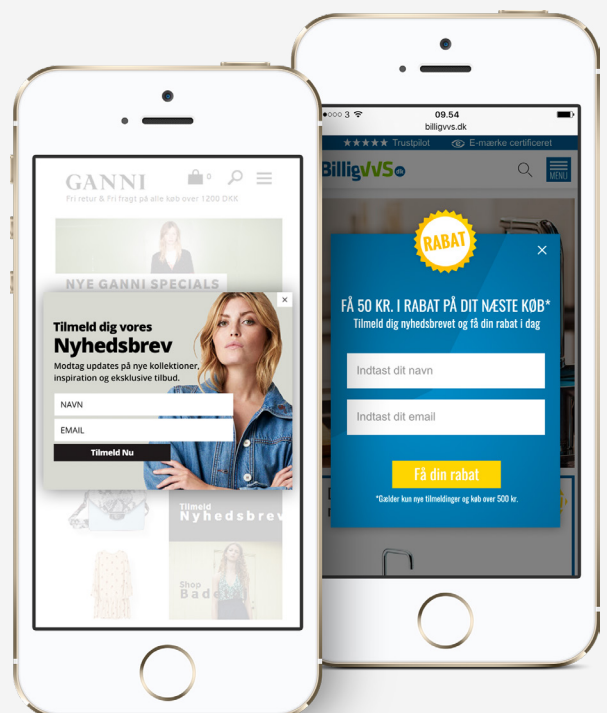 GANNI
0
Fri retur & Fri fragt på alle køb over 1200 DKK
NYE GANNI SPECIALS
Tilmeld dig vores
Nyhedsbrev
Modtag updates på nye kollektioner,
inspiration og eksklusive tilbud.
NAVN
EMAIL
Tilmeld Nu
Tilmeld
Nyhedsbrev
Shop
3
09.54
billigvvs.dk
Trustpilot
E-mærke certificeret
BilligVVS.dk
MENU
RABAT
FÅ 50 KR. I RABAT PÅ DIT NÆSTE KØB*
Tilmeld dig nyhedsbrevet og få din rabat i dag
Indtast dit navn
Indtast dit email
Få din rabat
*Gælder kun nye tilmeldinger og køb over 500 kr.